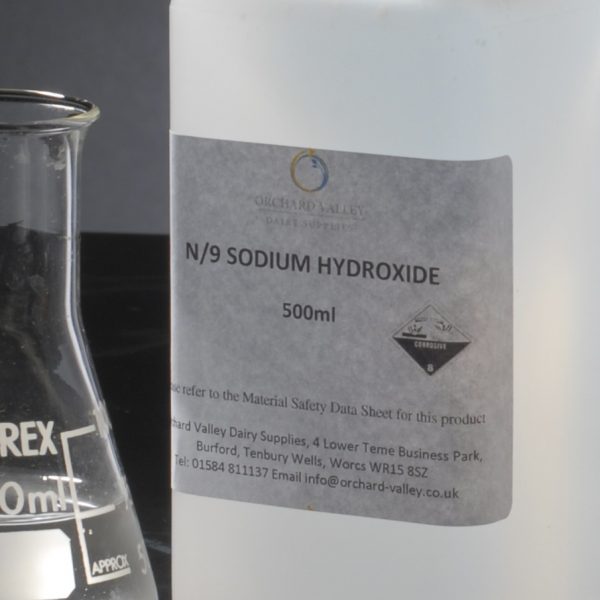 ORCHARD VALLEY
DAIRY SUPPLIES
N/9 SODIUM HYDROXIDE
500ml
CORROSIVE
8
refer to the Material Safety Data Sheet for this product
hard Valley Dairy Supplies, 4 Lower Teme Business Park,
Burford, Tenbury Wells, Worcs WR15 8SZ
Tel: 01584 811137 Email info@orchard-valley.co.uk
REX
0ml
APPROX